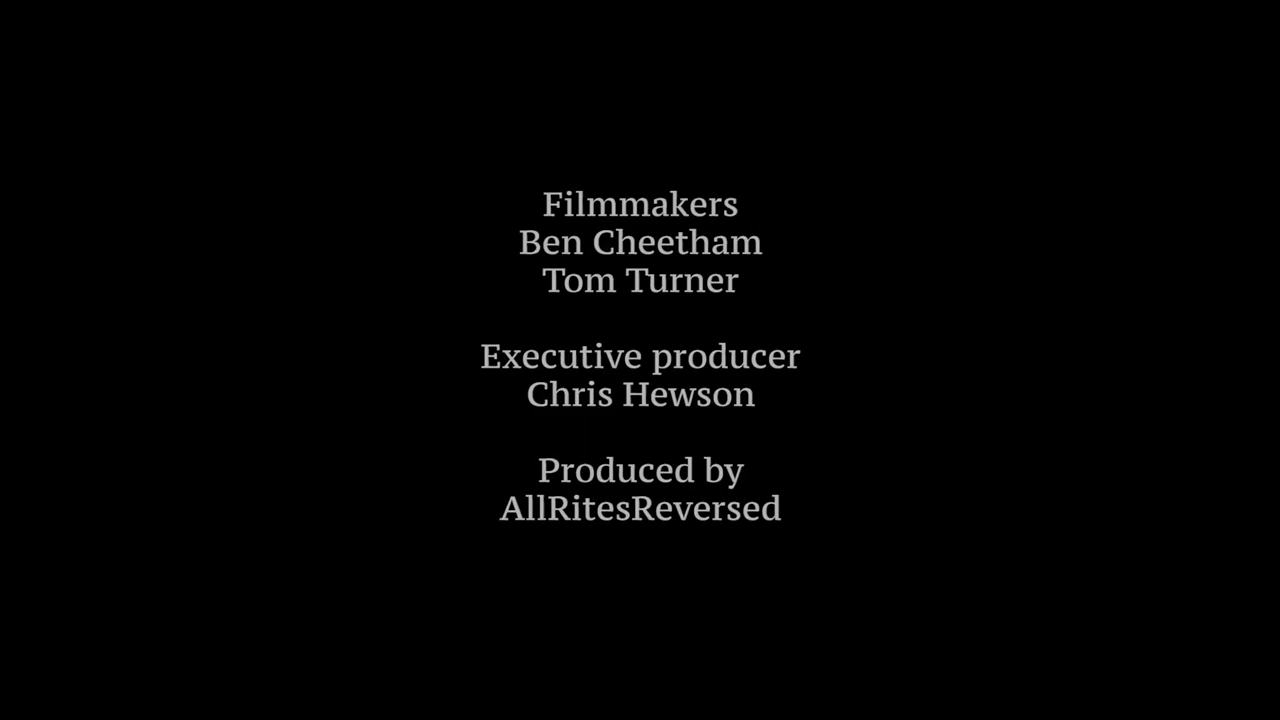 Filmmakers
Ben Cheetham
Tom Turner
Executive producer
Chris Hewson
Produced by
AllRitesReversed